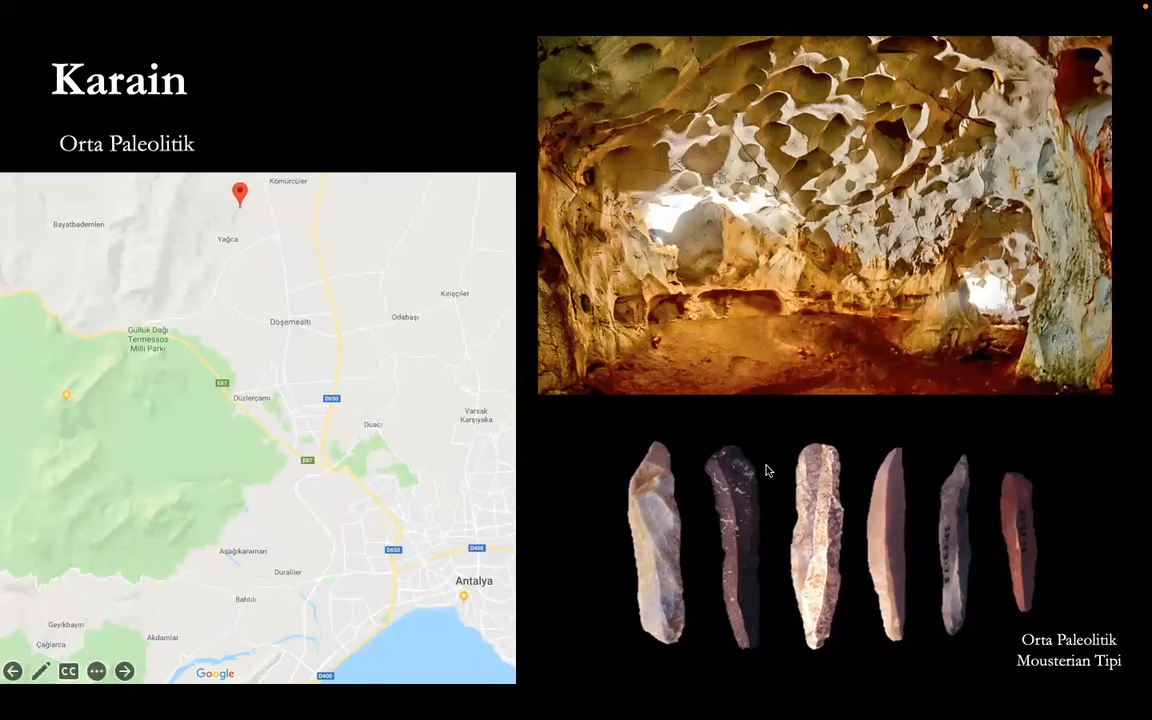 Karain
Orta Paleolitik
Kömürcüler
Bayatbademleri
Yağca
Kirişçiler
Odabaşı
Döşemealtı
Güllük Dağı
Termessos
Milli Parkı
E87
D650
Düzlerçamı
Varsak
Karşıyaka
Duacı
E87
D650
D400
Aşağıkaraman
Duraliler
Antalya
Bahtılı
Geyikbayırı
Akdamlar
Çağlarca
CC
Google
D400
Orta Paleolitik
Mousterian Tipi